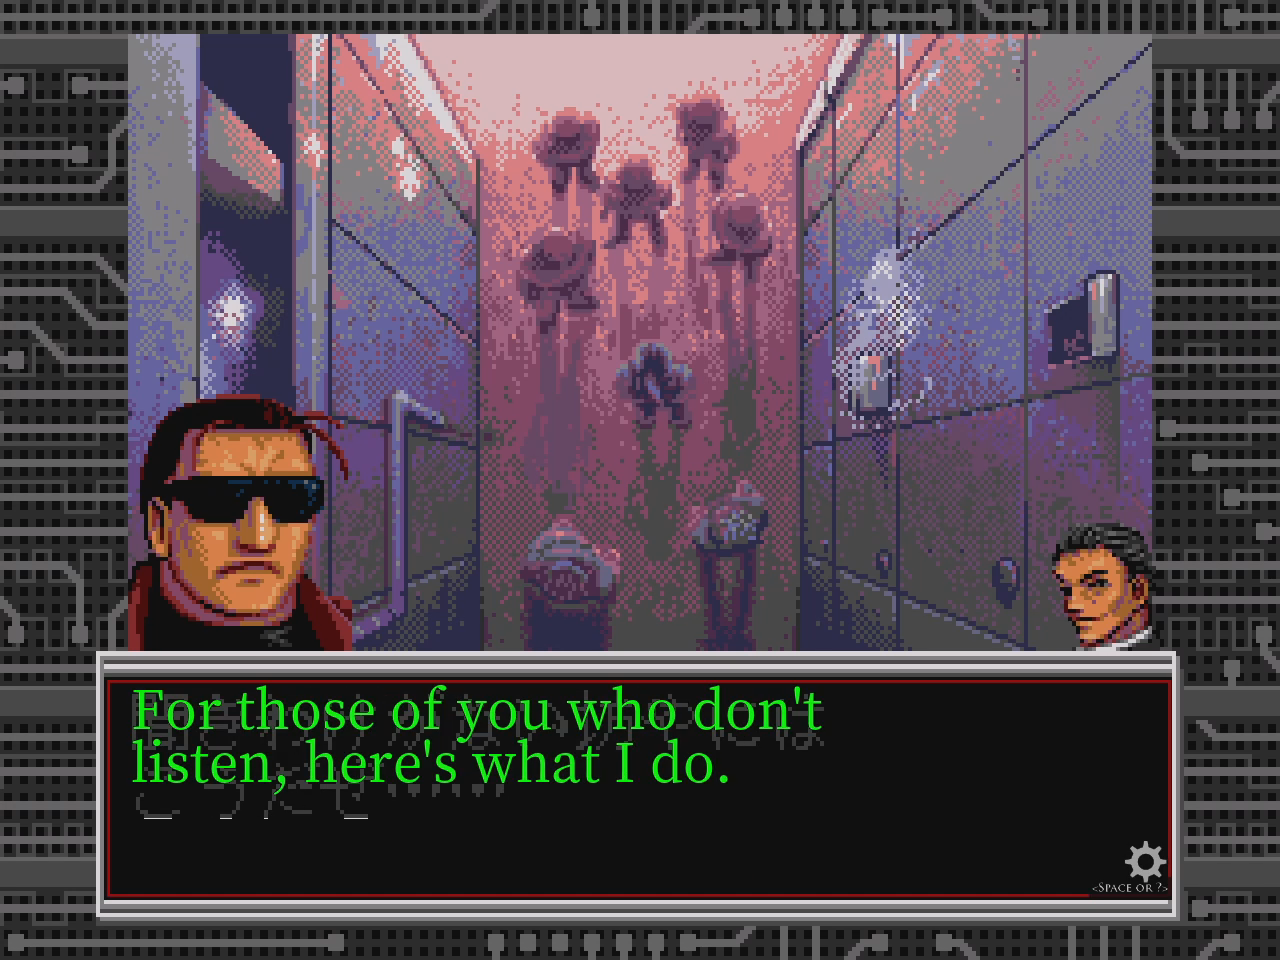 For those of you who don't
listen, here's what I do.
<SPACE OR ?>